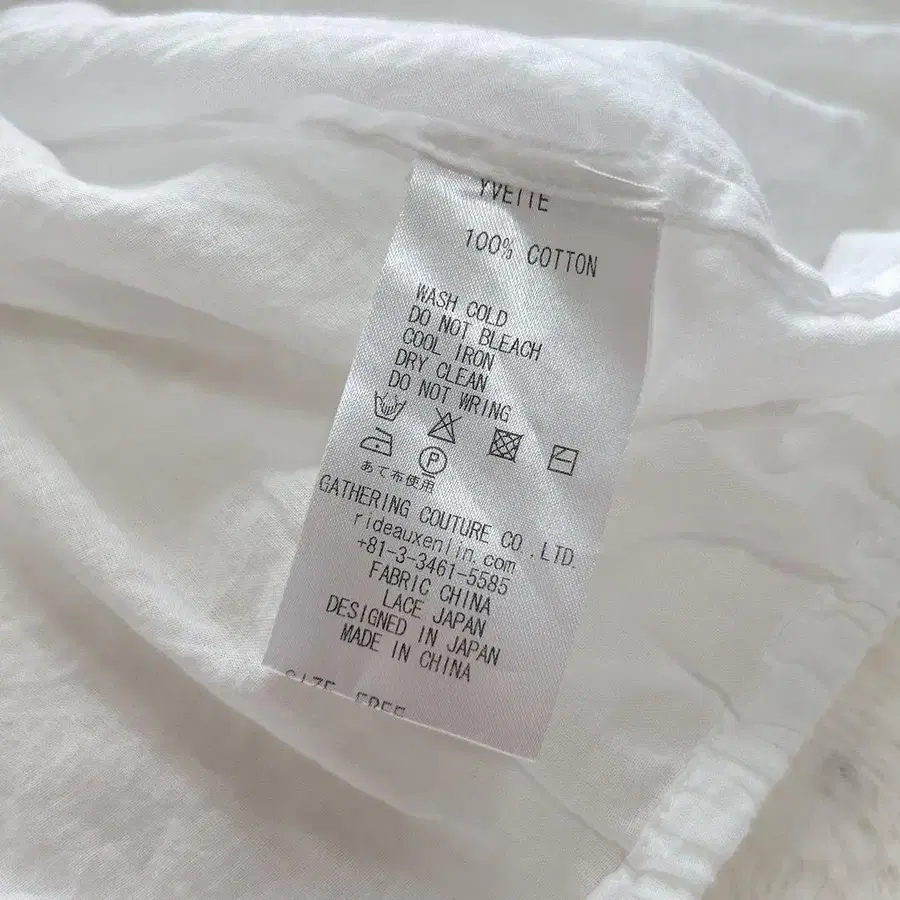 YVETTE
100% COTTON
WASH COLD
DO NOT BLEACH
COOL IRON
DRY CLEAN
DO NOT WRING
P
あて布使用
GATHERING COUTURE CO.,LTD.
rideauxenlin.com
+81-3-3461-5585
FABRIC CHINA
LACE JAPAN
DESIGNED IN JAPAN
MADE IN CHINA
SIZE FREE